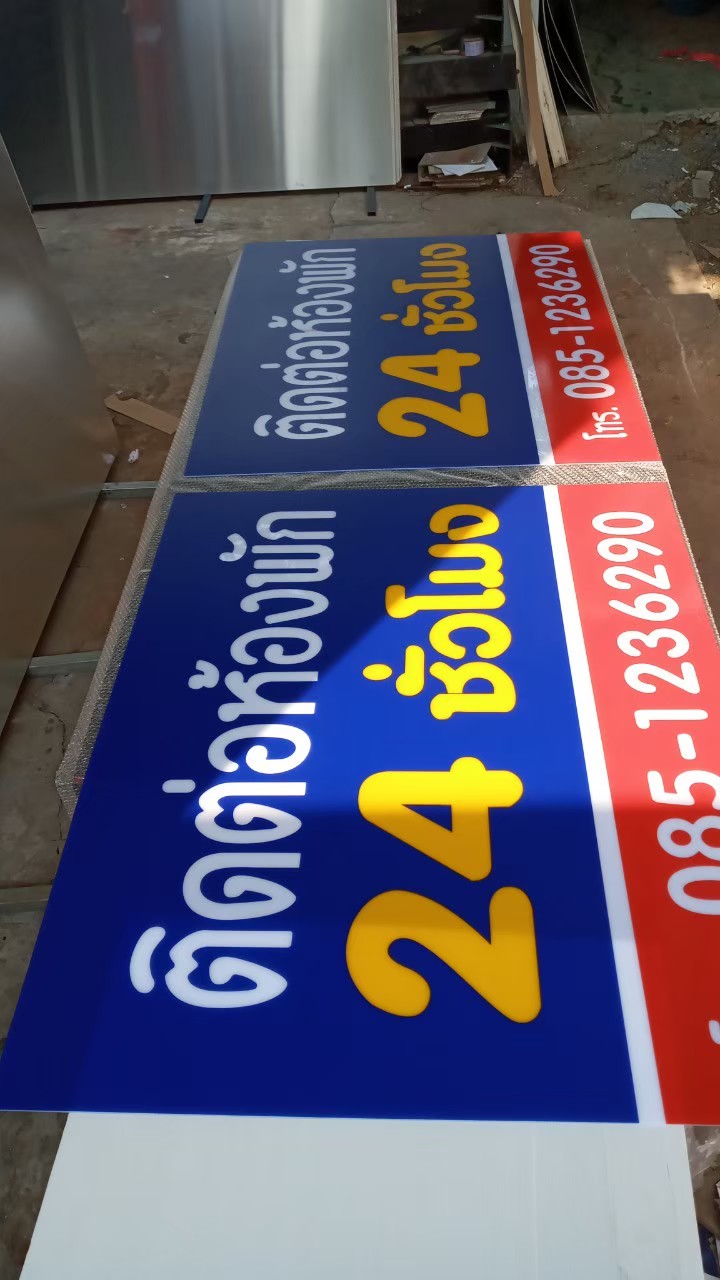 ติดต่อห้องพัก
24 ชั่วโมง
โทร. 085-1236290
ติดต่อห้องพัก
24 ชั่วโมง
085-1236290